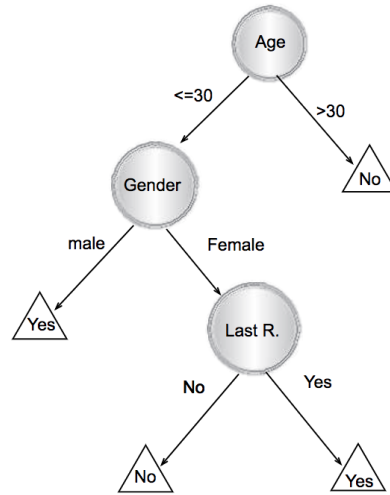 Age
<=30
>30
Gender
No
male
Female
Yes
Last R.
No
Yes
No
Yes